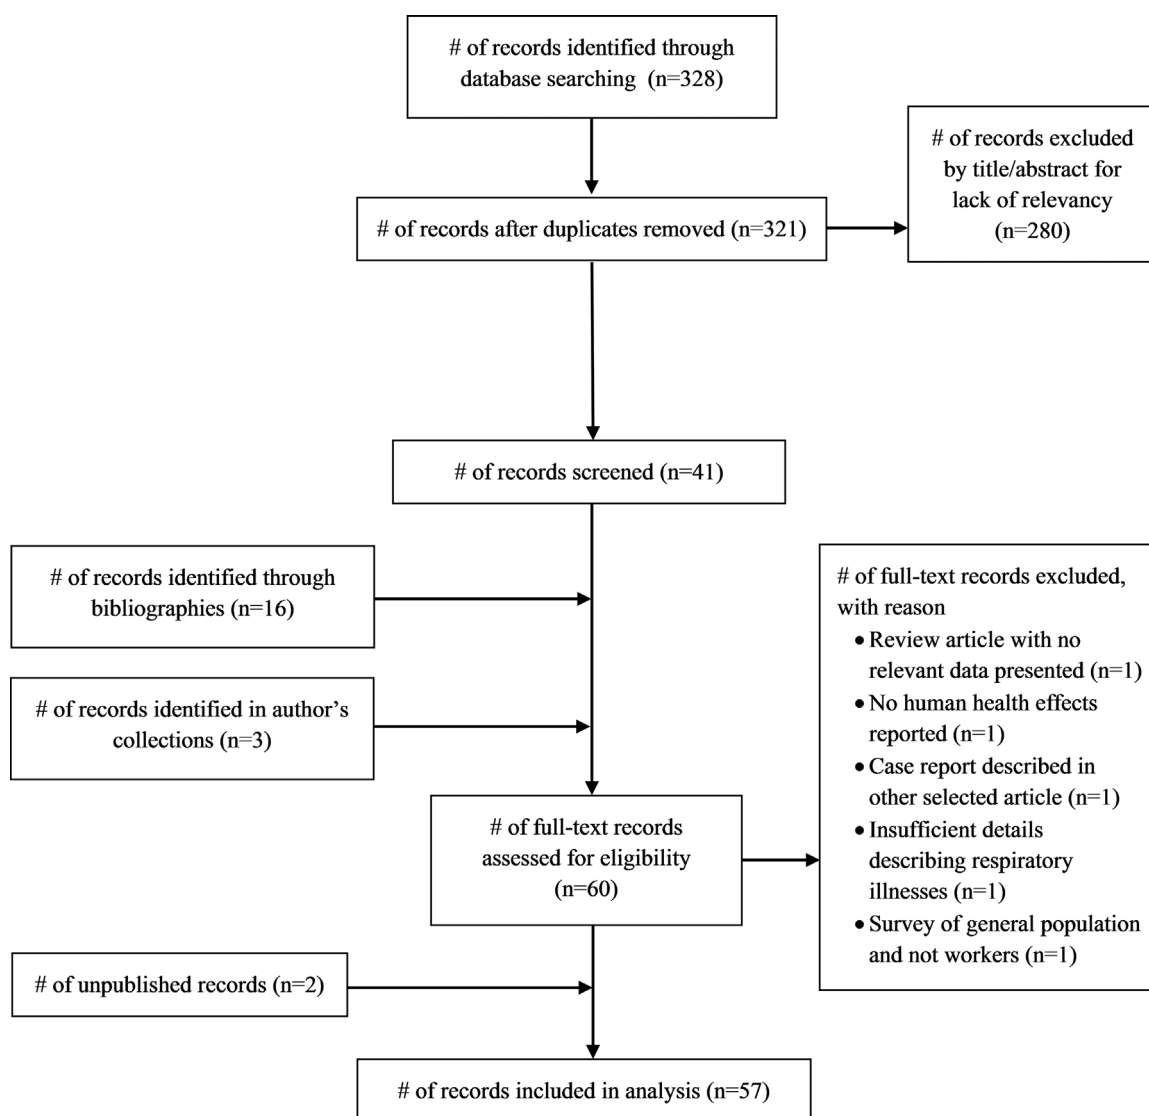 # of records identified through
database searching  (n=328)
# of records excluded
by title/abstract for
lack of relevancy
(n=280)
# of records after duplicates removed (n=321)
# of records screened (n=41)
# of records identified through
bibliographies (n=16)
# of records identified in author’s
collections (n=3)
# of full-text records excluded,
with reason
• Review article with no
relevant data presented (n=1)
• No human health effects
reported (n=1)
• Case report described in
other selected article (n=1)
• Insufficient details
describing respiratory
illnesses (n=1)
• Survey of general population
and not workers (n=1)
# of full-text records
assessed for eligibility
(n=60)
# of unpublished records (n=2)
# of records included in analysis (n=57)